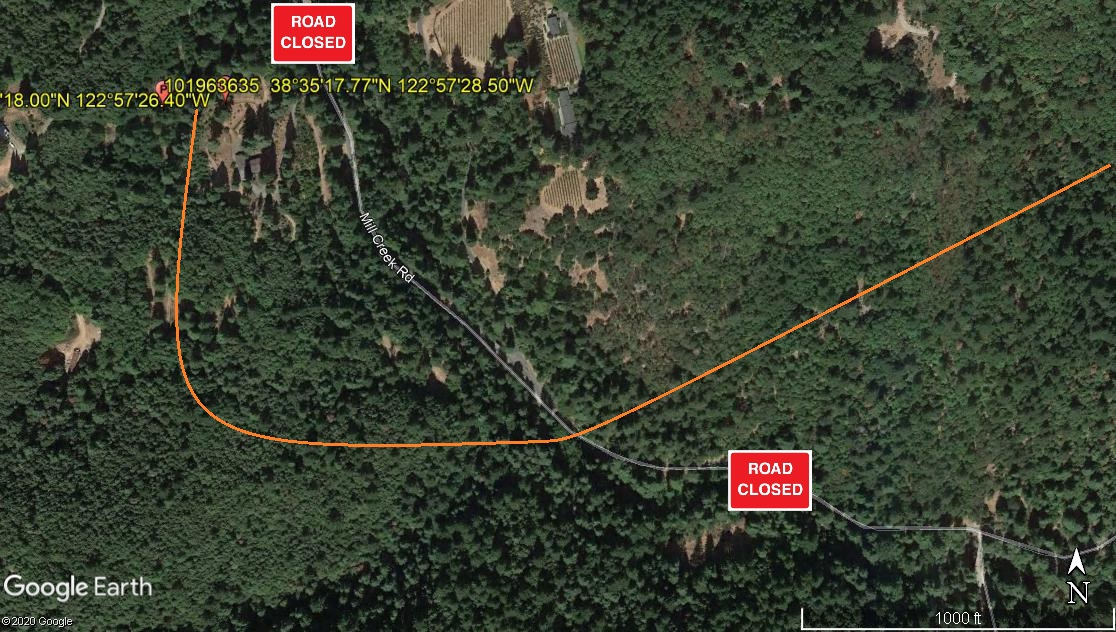 ROAD
CLOSED
101963635 38°35'17.77"N 122°57'28.50"W
'18.00"N 122°57'26.40"W
Mill Creek Rd
ROAD
CLOSED
Google Earth
N
©2020 Google
1000 ft